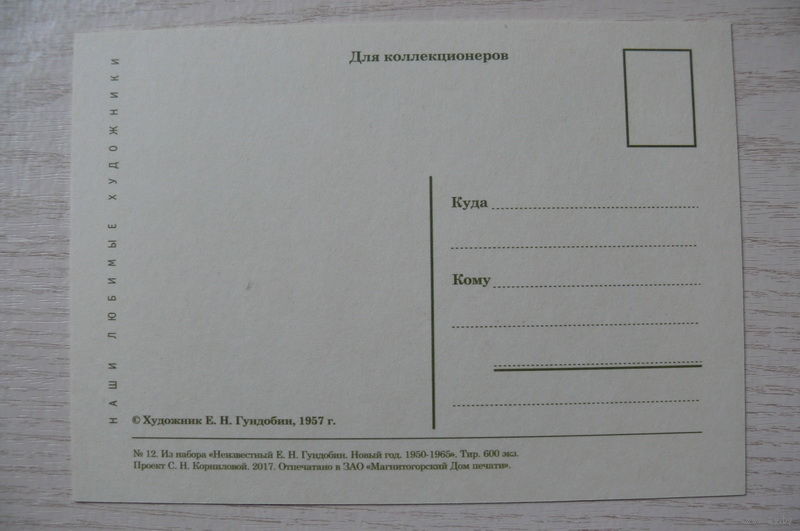 Для коллекционеров
НАШИ ЛЮБИМЫЕ ХУДОЖНИКИ
Куда
Кому
© Художник Е. Н. Гундобин, 1957 г.
№ 12. Из набора «Неизвестный Е. Н. Гундобин. Новый год. 1950-1965». Тир. 600 экз.
Проект С. Н. Корниловой. 2017. Отпечатано в ЗАО «Магнитогорский Дом печати».